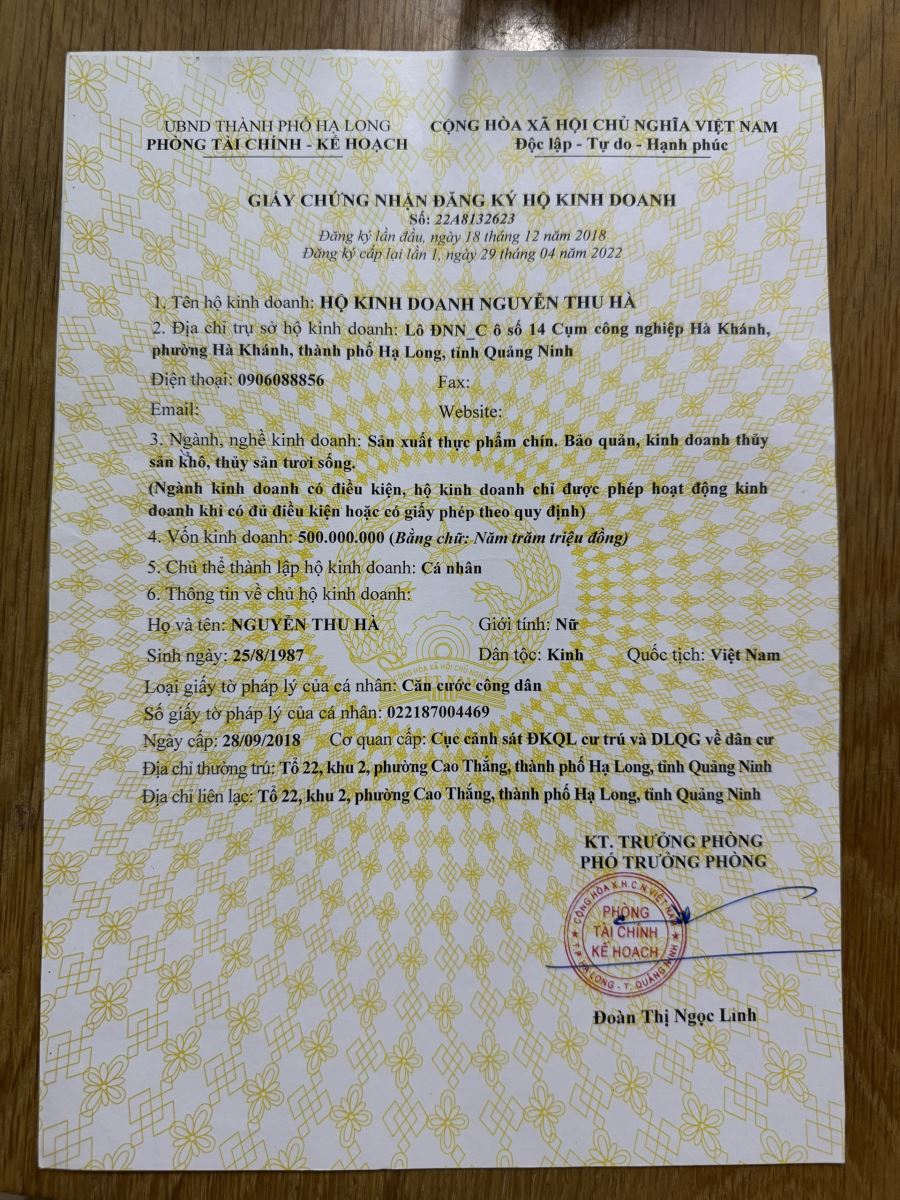 UBND THÀNH PHỐ HẠ LONG
PHÒNG TÀI CHÍNH - KẾ HOẠCH
CỘNG HÒA XÃ HỘI CHỦ NGHĨA VIỆT NAM
Độc lập - Tự do - Hạnh phúc
GIẤY CHỨNG NHẬN ĐĂNG KÝ HỘ KINH DOANH
Số: 22A8132623
Đăng ký lần đầu, ngày 18 tháng 12 năm 2018
Đăng ký cấp lại lần 1, ngày 29 tháng 04 năm 2022
1. Tên hộ kinh doanh: HỘ KINH DOANH NGUYỄN THU HÀ
2. Địa chỉ trụ sở hộ kinh doanh: Lô ĐNN_C ô số 14 Cụm công nghiệp Hà Khánh,
phường Hà Khánh, thành phố Hạ Long, tỉnh Quảng Ninh
Điện thoại: 0906088856 Fax:
Email: Website:
3. Ngành, nghề kinh doanh: Sản xuất thực phẩm chín. Bảo quản, kinh doanh thủy
sản khô, thủy sản tươi sống.
(Ngành kinh doanh có điều kiện, hộ kinh doanh chỉ được phép hoạt động kinh
doanh khi có đủ điều kiện hoặc có giấy phép theo quy định)
4. Vốn kinh doanh: 500.000.000 (Bằng chữ: Năm trăm triệu đồng)
5. Chủ thể thành lập hộ kinh doanh: Cá nhân
6. Thông tin về chủ hộ kinh doanh:
Họ và tên: NGUYỄN THU HÀ Giới tính: Nữ
Sinh ngày: 25/8/1987 Dân tộc: Kinh Quốc tịch: Việt Nam
Loại giấy tờ pháp lý của cá nhân: Căn cước công dân
Số giấy tờ pháp lý của cá nhân: 022187004469
Ngày cấp: 28/09/2018 Cơ quan cấp: Cục cảnh sát ĐKQL cư trú và DLQG về dân cư
Địa chỉ thường trú: Tổ 22, khu 2, phường Cao Thắng, thành phố Hạ Long, tỉnh Quảng Ninh
Địa chỉ liên lạc: Tổ 22, khu 2, phường Cao Thắng, thành phố Hạ Long, tỉnh Quảng Ninh
KT. TRƯỞNG PHÒNG
PHÓ TRƯỞNG PHÒNG
CỘNG HÒA X.H.C.N. VIỆT NAM
PHÒNG
TÀI CHÍNH
KẾ HOẠCH
T.P HẠ LONG - T. QUẢNG NINH
Đoàn Thị Ngọc Linh